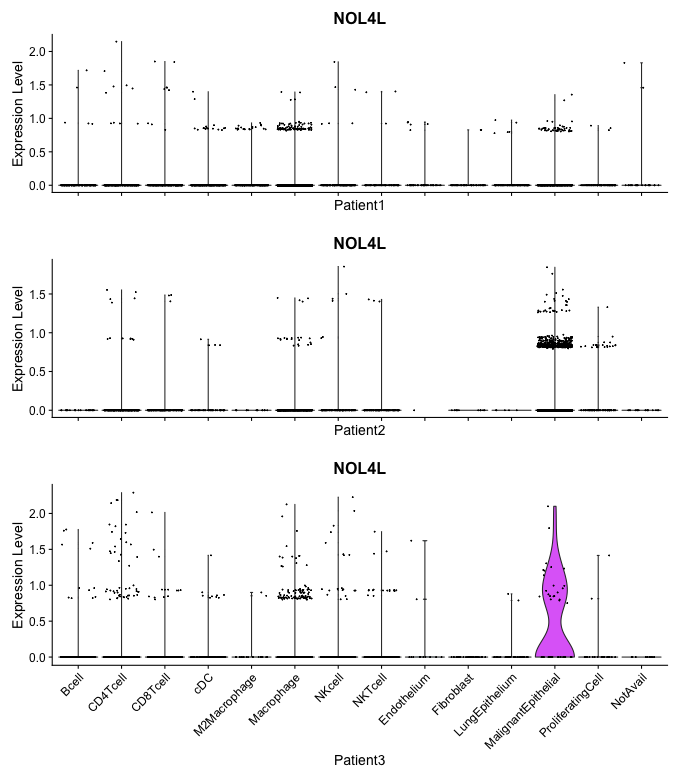 NOL4L
Expression Level
2.0
1.5
1.0
0.5
0.0
Patient1
NOL4L
Expression Level
1.5
1.0
0.5
0.0
Patient2
NOL4L
Expression Level
2.0
1.5
1.0
0.5
0.0
Bcell
CD4Tcell
CD8Tcell
cDC
M2Macrophage
Macrophage
NKcell
NKTcell
Endothelium
Fibroblast
LungEpithelium
MalignantEpithelial
ProliferatingCell
NotAvail
Patient3